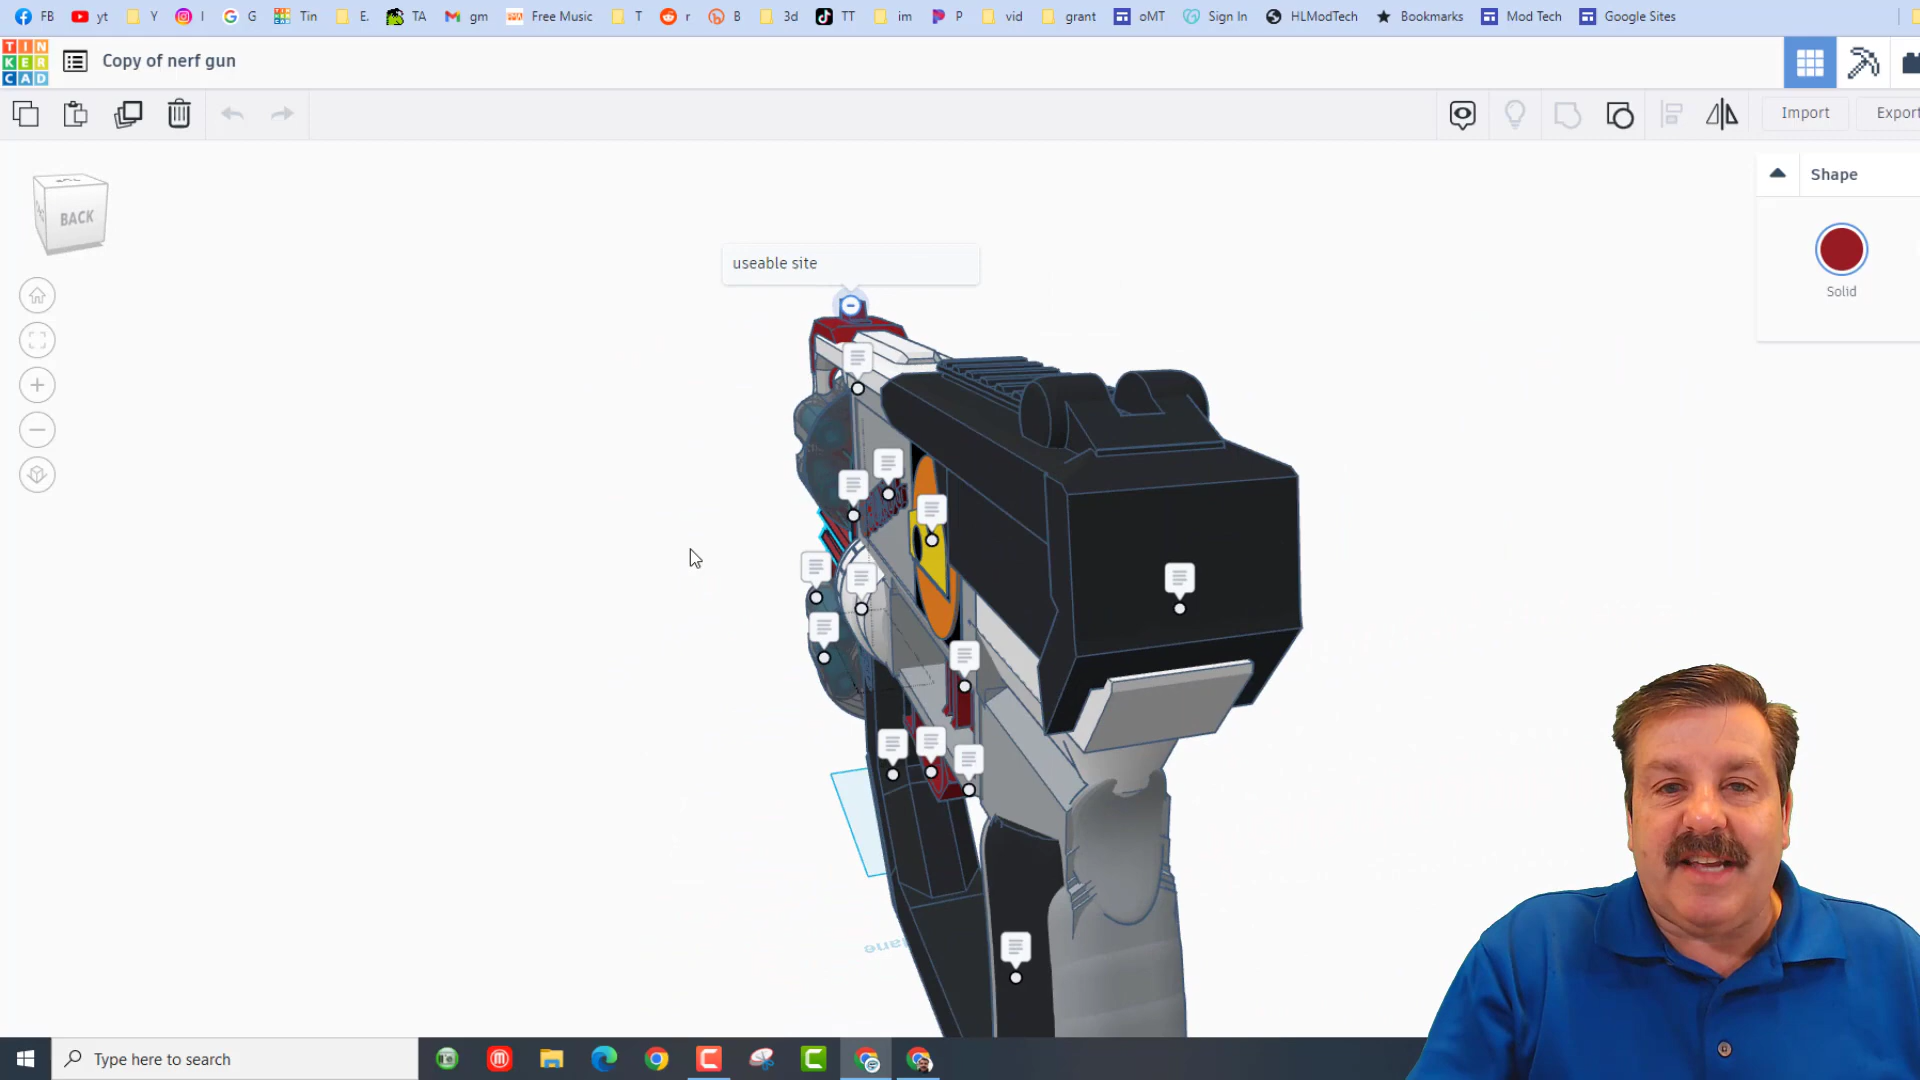 FB yt Y I G Tin E. TA gm Free Music T r B 3d TT im P vid grant oMT Sign In HLModTech Bookmarks Mod Tech Google Sites
TIN
KER
CAD
Copy of nerf gun
Import
Export
Shape
BACK
useable site
Solid
Type here to search